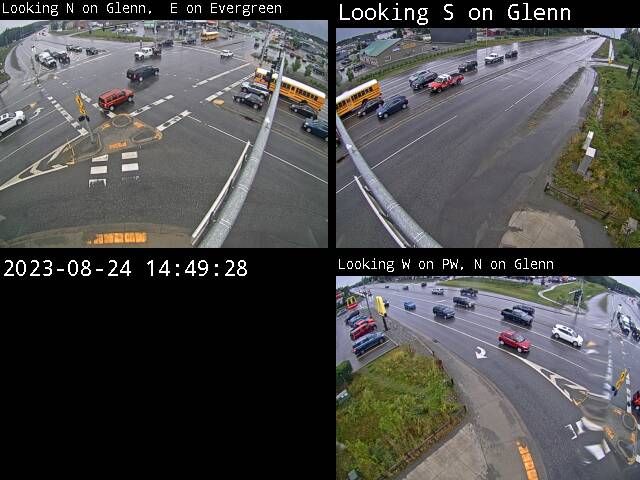 Looking N on Glenn, E on Evergreen
Looking S on Glenn
2023-08-24 14:49:28
Looking W on PW, N on Glenn